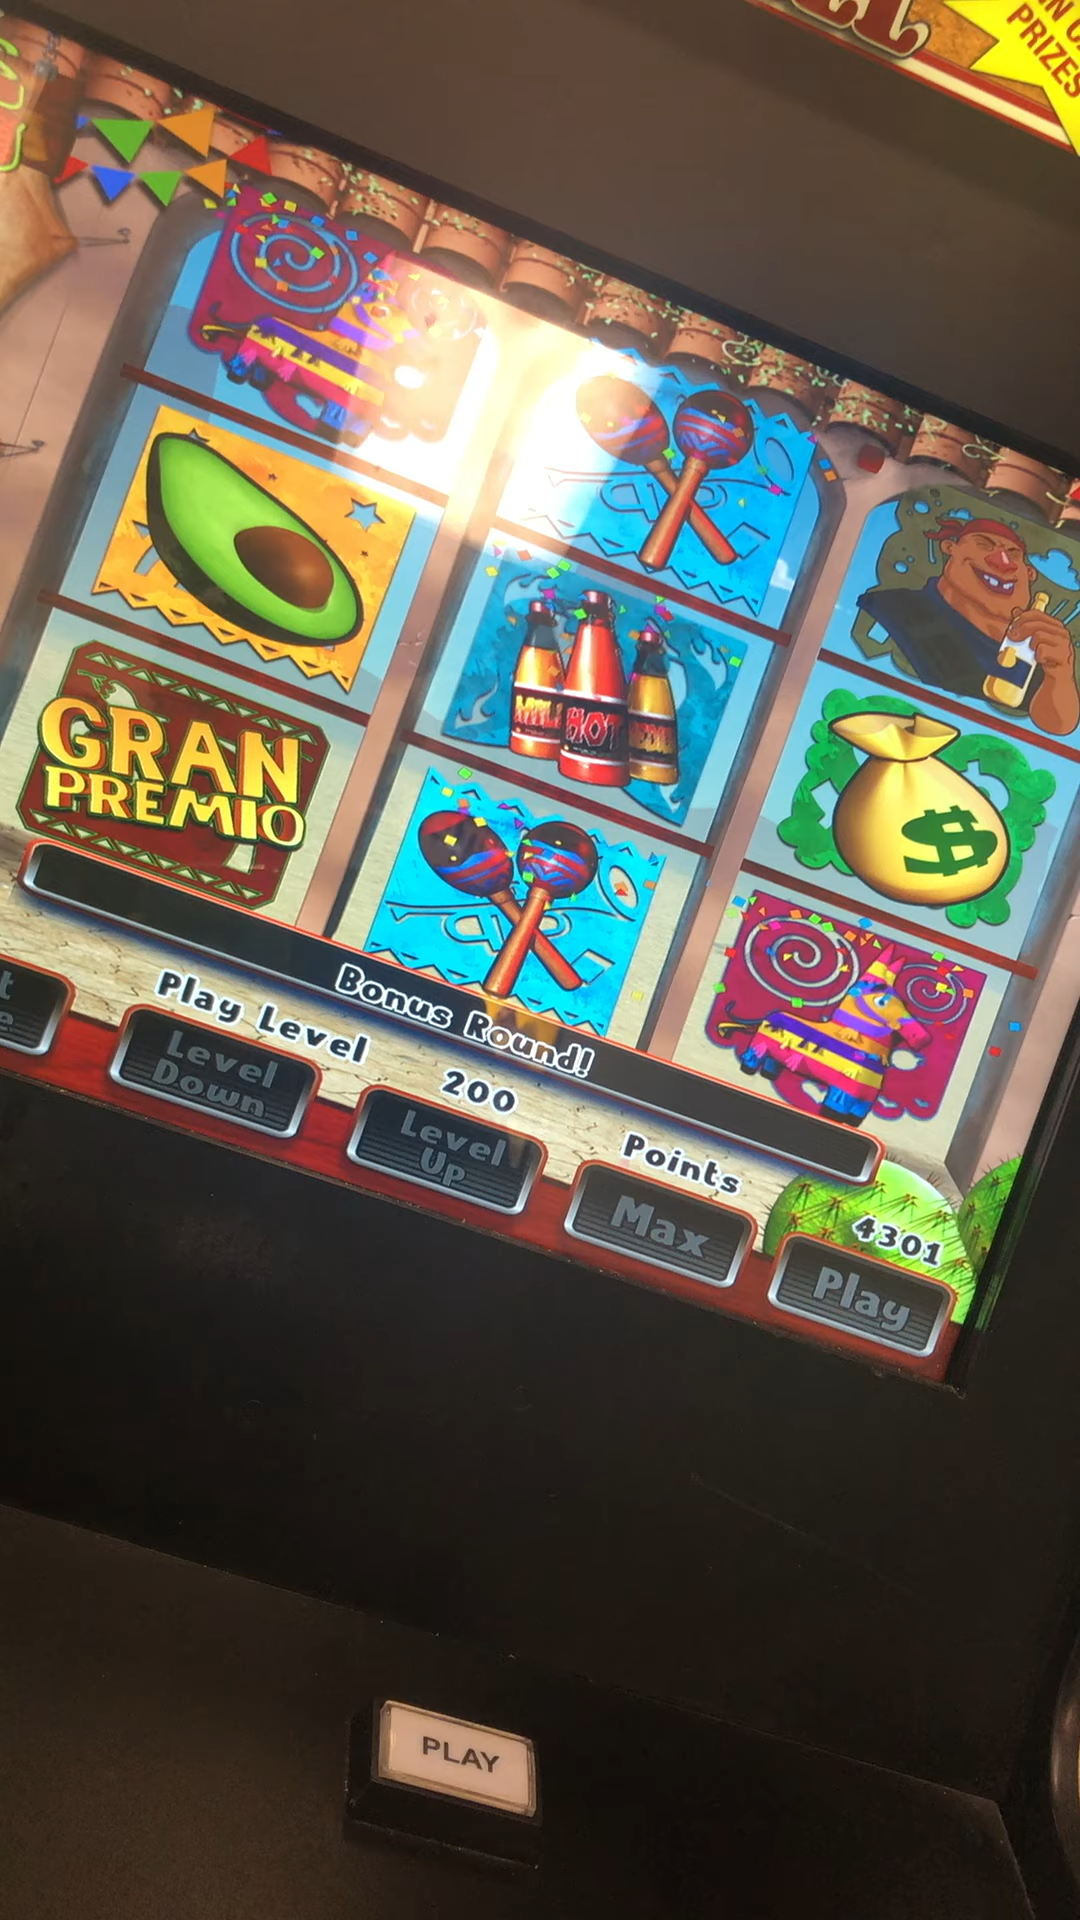 PRIZES
GRAN
PREMIO
HOT
Bonus Round!
Play Level
200
Points
4301
Level
Down
Level
Up
Max
Play
PLAY